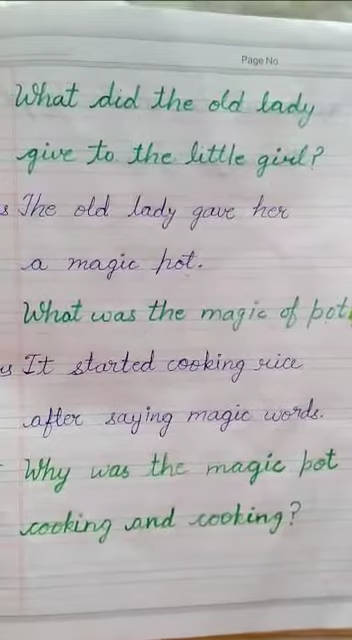 Page No
What did the old lady
give to the little girl?
s The old lady gave her
a magic pot.
What was the magic of pot
s It started cooking rice
after saying magic words.
Why was the magic pot
cooking and cooking?